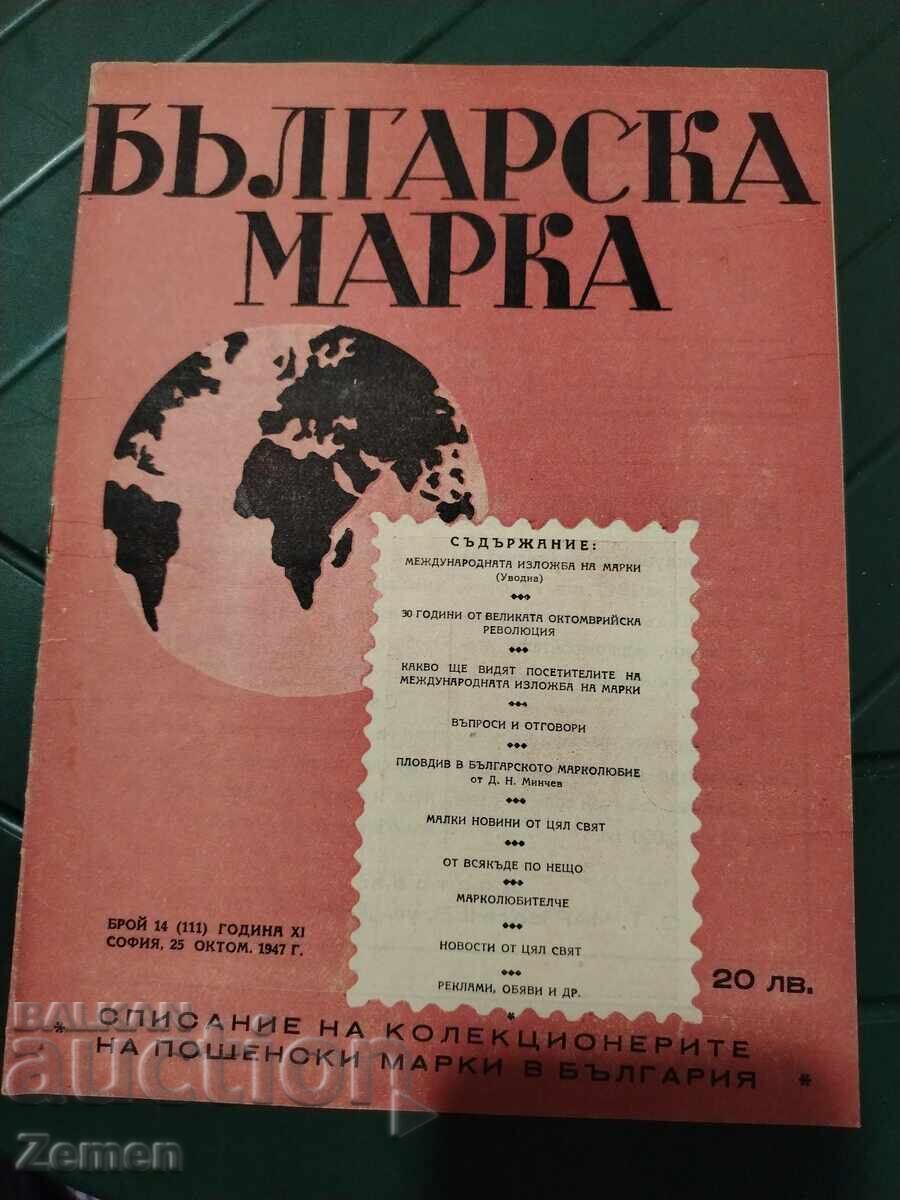 БЪЛГАРСКА
МАРКА
СЪДЪРЖАНИЕ:
МЕЖДУНАРОДНАТА ИЗЛОЖБА НА МАРКИ
(Уводна)
30 ГОДИНИ ОТ ВЕЛИКАТА ОКТОМВРИЙСКА
РЕВОЛЮЦИЯ
КАКВО ЩЕ ВИДЯТ ПОСЕТИТЕЛИТЕ НА
МЕЖДУНАРОДНАТА ИЗЛОЖБА НА МАРКИ
ВЪПРОСИ И ОТГОВОРИ
ПЛОВДИВ В БЪЛГАРСКОТО МАРКОЛЮБИЕ
от Д. Н. Минчев
МАЛКИ НОВИНИ ОТ ЦЯЛ СВЯТ
ОТ ВСЯКЪДЕ ПО НЕЩО
МАРКОЛЮБИТЕЛЧЕ
НОВОСТИ ОТ ЦЯЛ СВЯТ
РЕКЛАМИ, ОБЯВИ И ДР.
БРОЙ 14 (111) ГОДИНА XI
СОФИЯ, 25 ОКТОМ. 1947 Г.
20 ЛВ.
* СПИСАНИЕ НА КОЛЕКЦИОНЕРИТЕ
НА ПОЩЕНСКИ МАРКИ В БЪЛГАРИЯ *
BALKAN
auction
Zemen